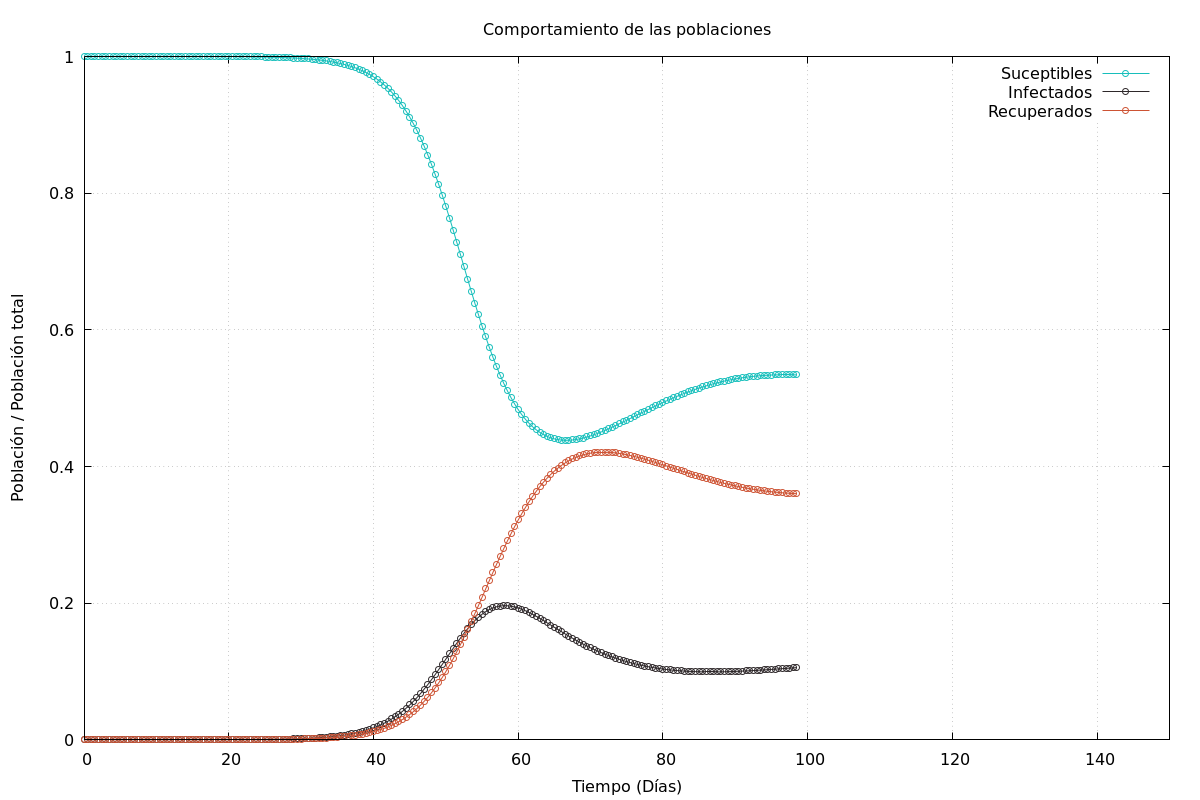 Comportamiento de las poblaciones
Suceptibles
Infectados
Recuperados
Población / Población total
1
0.8
0.6
0.4
0.2
0
0 20 40 60 80 100 120 140
Tiempo (Días)